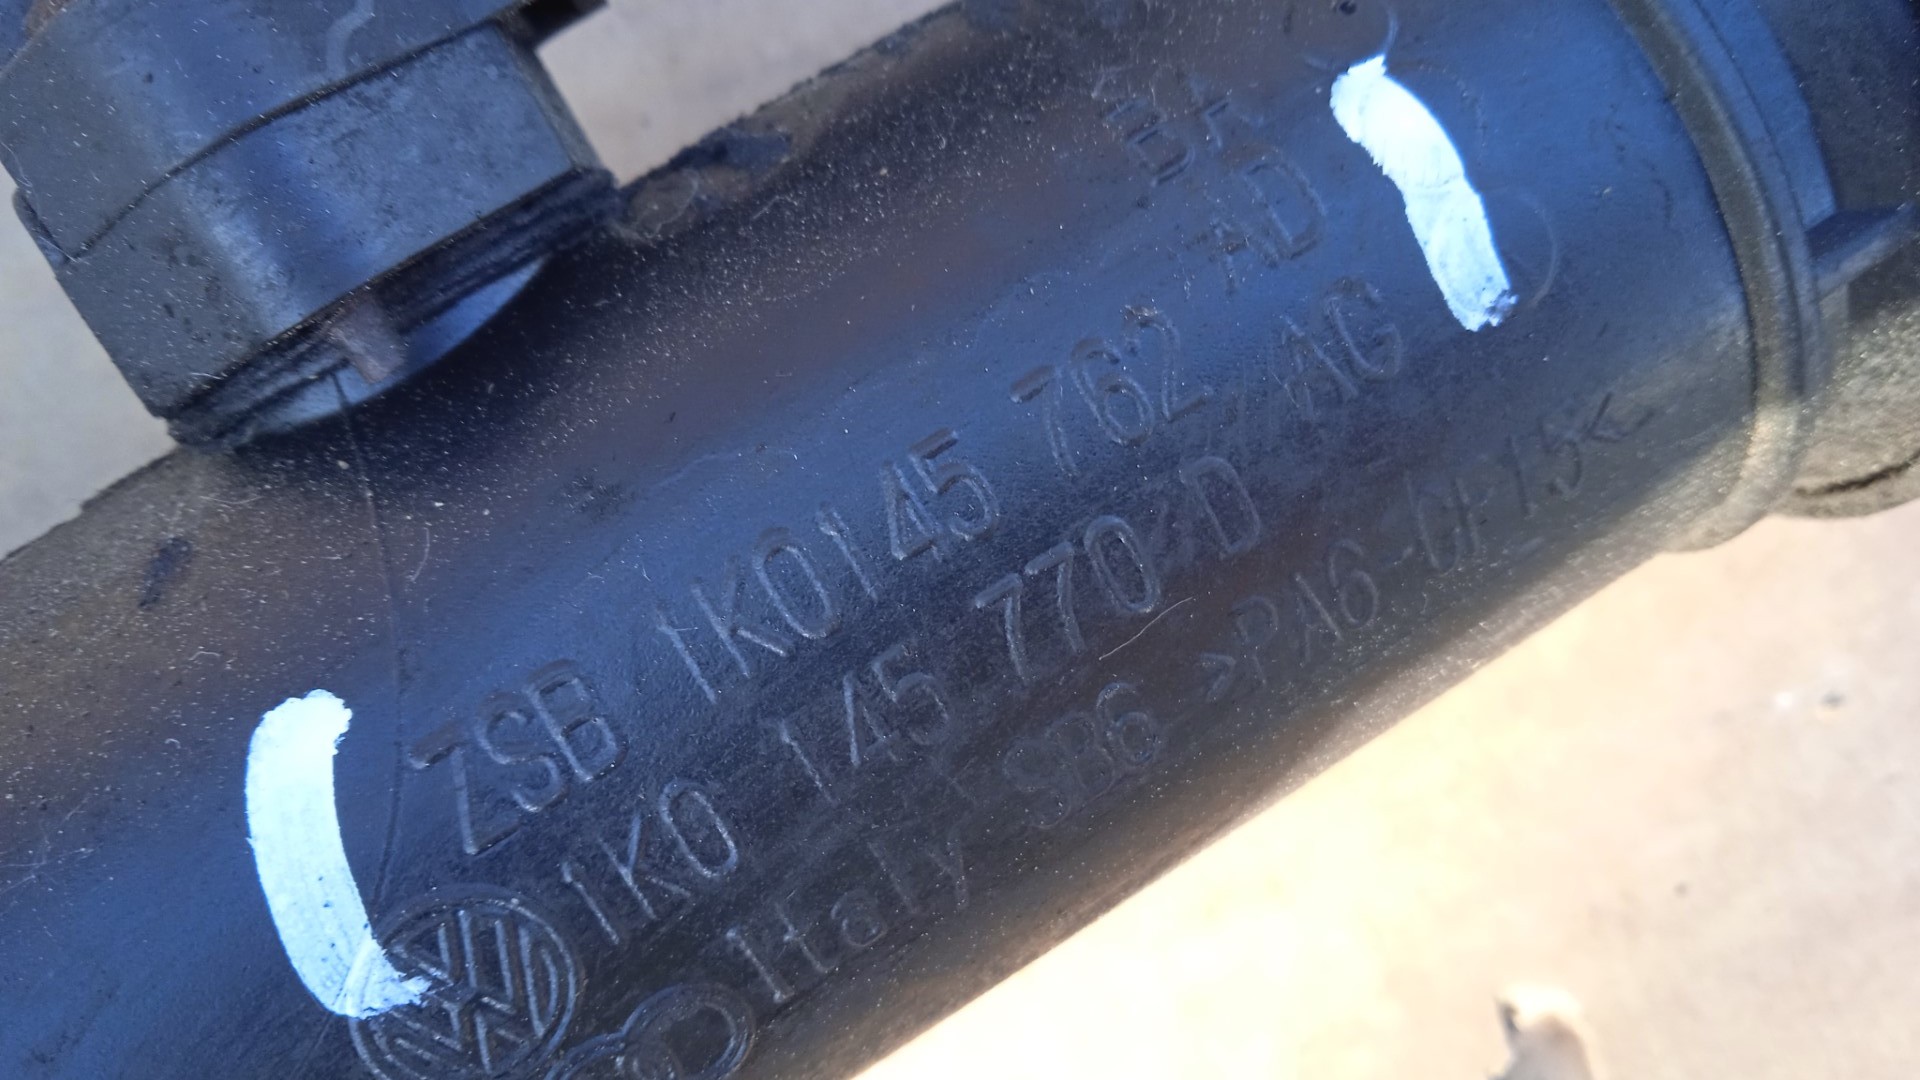 AD
ZSB 1K0145 762 AG
1K0 145 770 D
Italy SB6 >PA6-GF15<